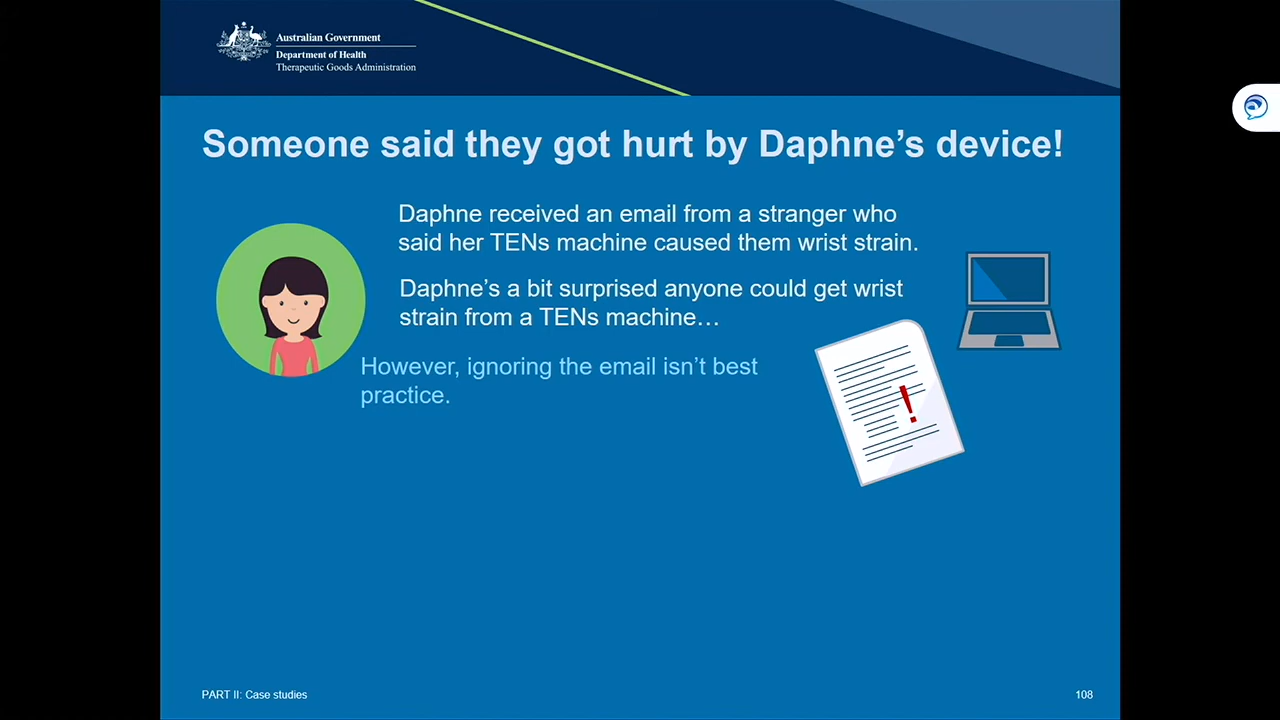 Australian Government
Department of Health
Therapeutic Goods Administration
Someone said they got hurt by Daphne’s device!
Daphne received an email from a stranger who
said her TENs machine caused them wrist strain.
Daphne’s a bit surprised anyone could get wrist
strain from a TENs machine…
However, ignoring the email isn’t best
practice.
!
PART II: Case studies
108